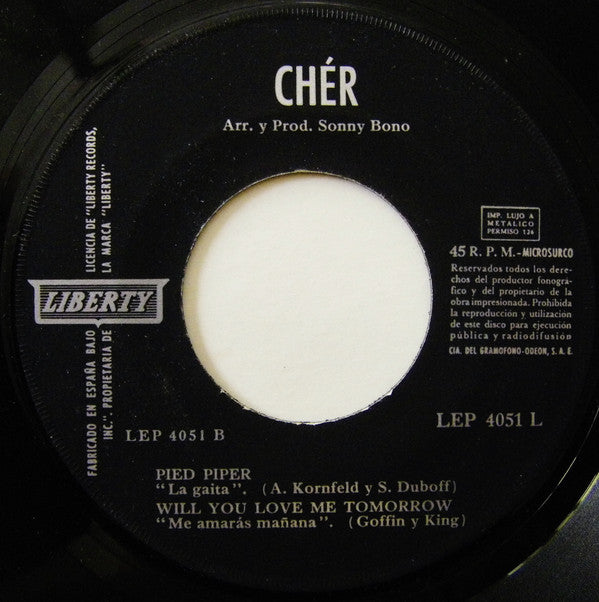 CHÉR
Arr. y Prod. Sonny Bono
FABRICADO EN ESPAÑA BAJO LICENCIA DE "LIBERTY RECORDS,
INC.". PROPIETARIA DE LA MARCA "LIBERTY"
LIBERTY
IMP. LUJO A
METALICO
PERMISO 126
45 R. P. M.-MICROSURCO
Reservados todos los dere-
chos del productor fonográ-
fico y del propietario de la
obra impresionada. Prohibida
la reproducción y utilización
de este disco para ejecución
pública y radiodifusión
CIA. DEL GRAMOFONO-ODEON, S. A. E.
LEP 4051 B
LEP 4051 L
PIED PIPER
"La gaita". (A. Kornfeld y S. Duboff)
WILL YOU LOVE ME TOMORROW
"Me amarás mañana". (Goffin y King)